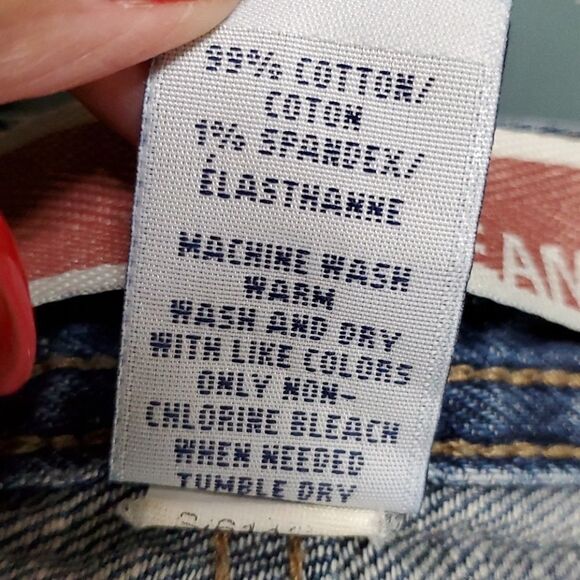 99% COTTON/
COTON
1% SPANDEX/
ÉLASTHANNE
MACHINE WASH
WARM
WASH AND DRY
WITH LIKE COLORS
ONLY NON-
CHLORINE BLEACH
WHEN NEEDED
TUMBLE DRY